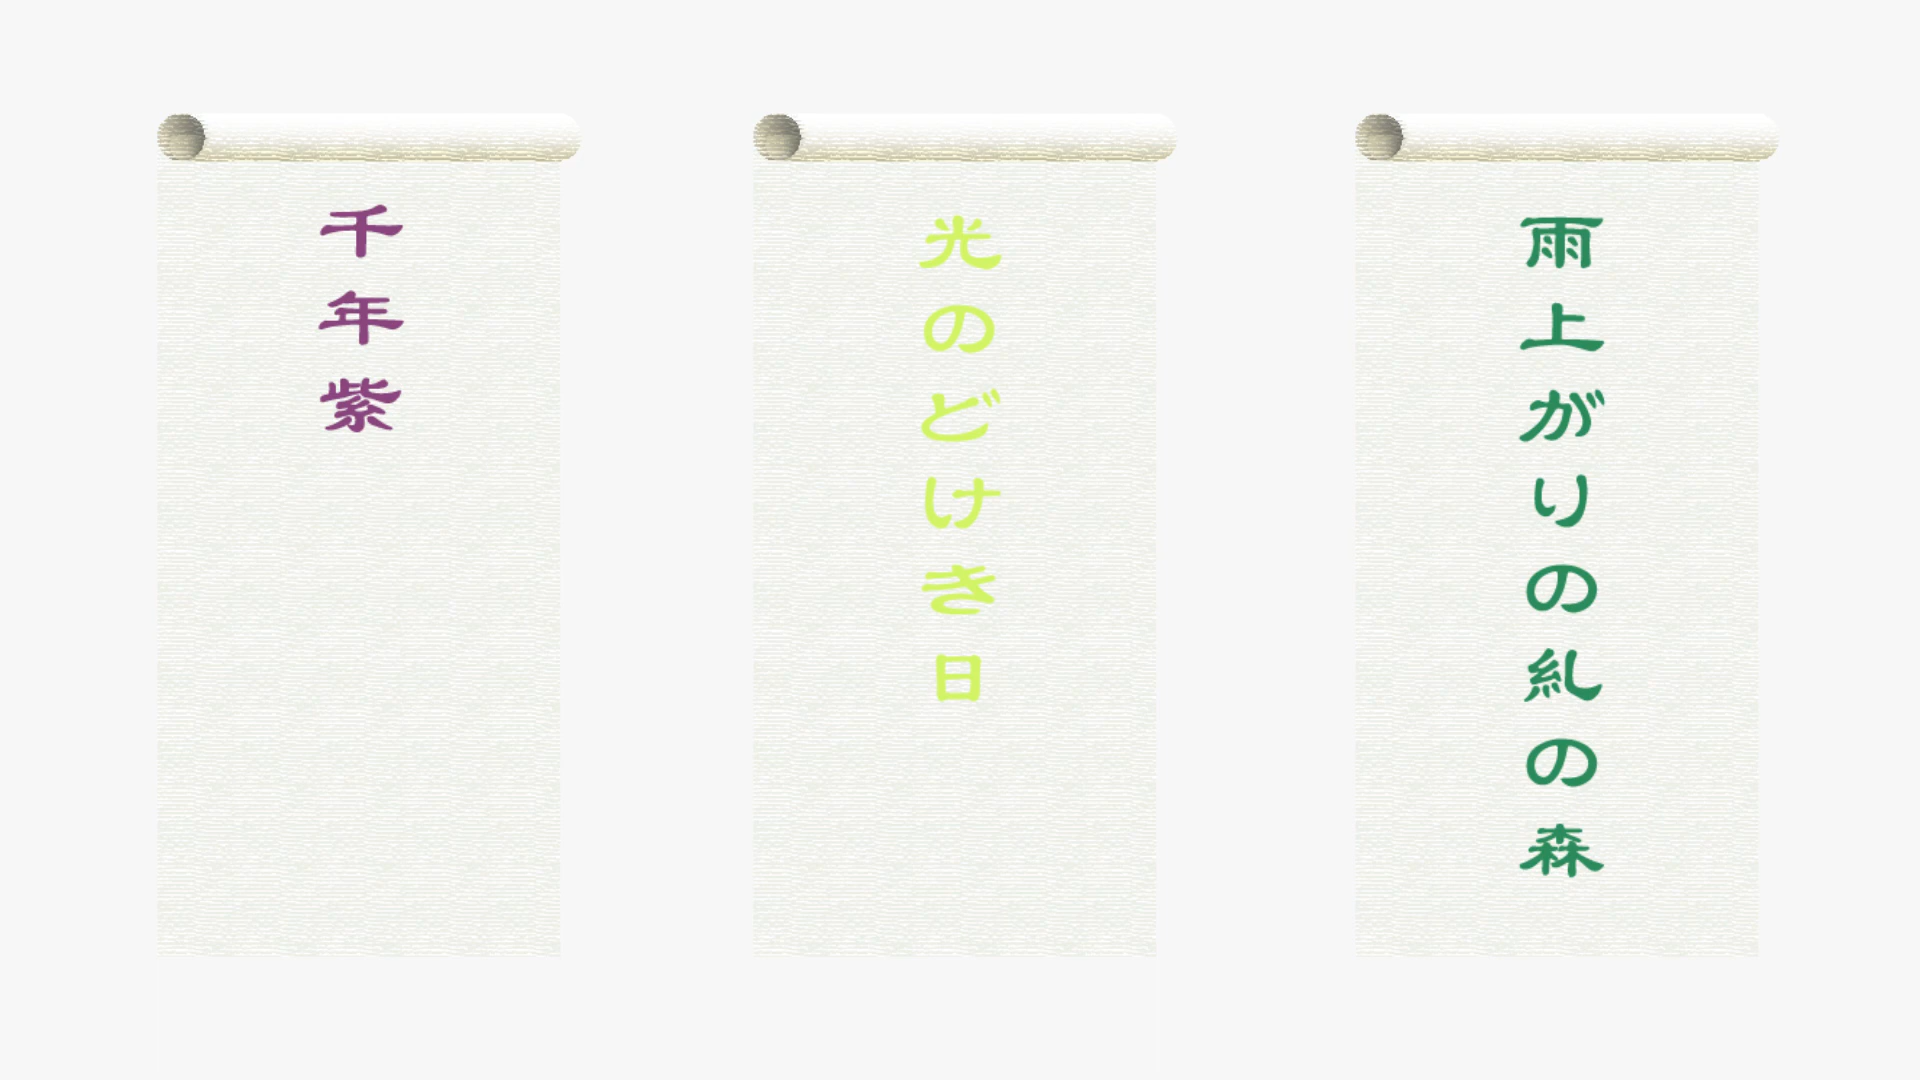 千年紫
光のどけき日
雨上がりの糺の森